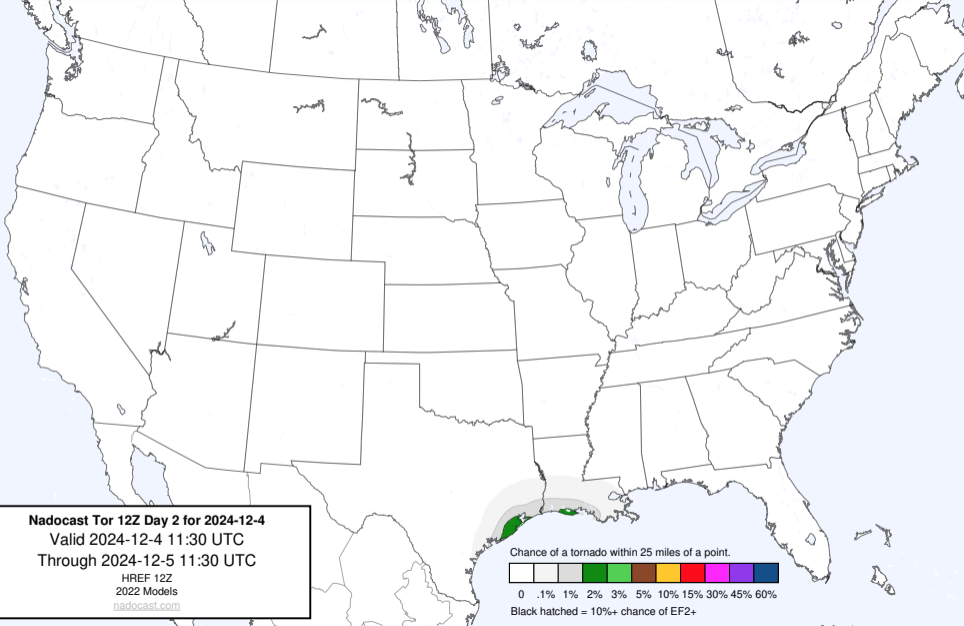 Nadocast Tor 12Z Day 2 for 2024-12-4
Valid 2024-12-4 11:30 UTC
Through 2024-12-5 11:30 UTC
HREF 12Z
2022 Models
nadocast.com
Chance of a tornado within 25 miles of a point.
0 .1% 1% 2% 3% 5% 10% 15% 30% 45% 60%
Black hatched = 10%+ chance of EF2+